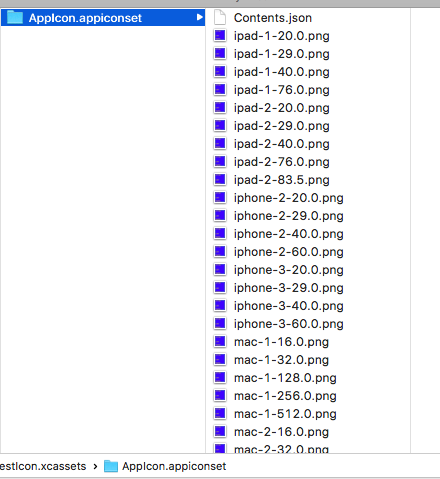 AppIcon.appiconset
Contents.json
ipad-1-20.0.png
ipad-1-29.0.png
ipad-1-40.0.png
ipad-1-76.0.png
ipad-2-20.0.png
ipad-2-29.0.png
ipad-2-40.0.png
ipad-2-76.0.png
ipad-2-83.5.png
iphone-2-20.0.png
iphone-2-29.0.png
iphone-2-40.0.png
iphone-2-60.0.png
iphone-3-20.0.png
iphone-3-29.0.png
iphone-3-40.0.png
iphone-3-60.0.png
mac-1-16.0.png
mac-1-32.0.png
mac-1-128.0.png
mac-1-256.0.png
mac-1-512.0.png
mac-2-16.0.png
mac-2-32.0.png
estIcon.xcassets › AppIcon.appiconset